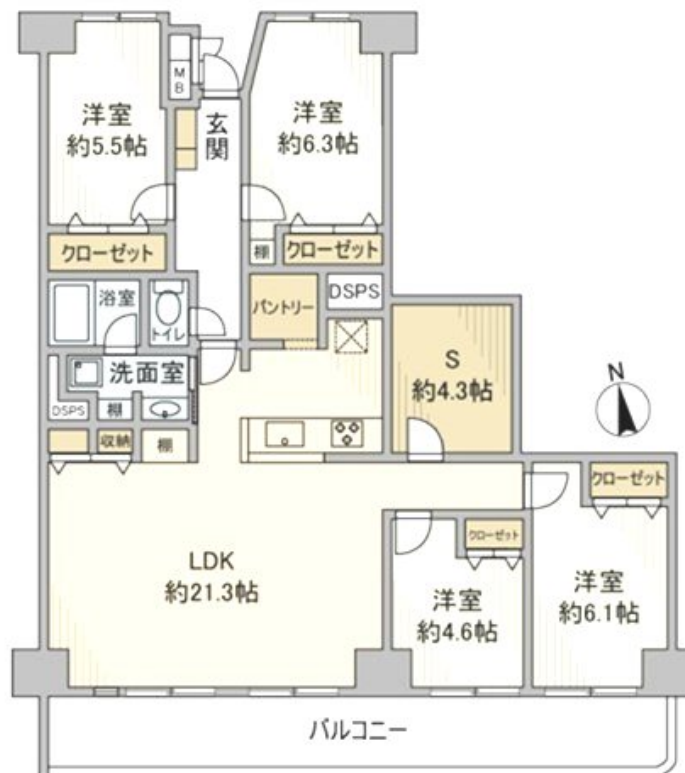 MB
洋室
約5.5帖
玄関
洋室
約6.3帖
クローゼット
棚
クローゼット
浴室
トイレ
パントリー
DSPS
洗面室
S
約4.3帖
N
DSPS
棚
収納
棚
クローゼット
LDK
約21.3帖
クローゼット
洋室
約4.6帖
洋室
約6.1帖
バルコニー